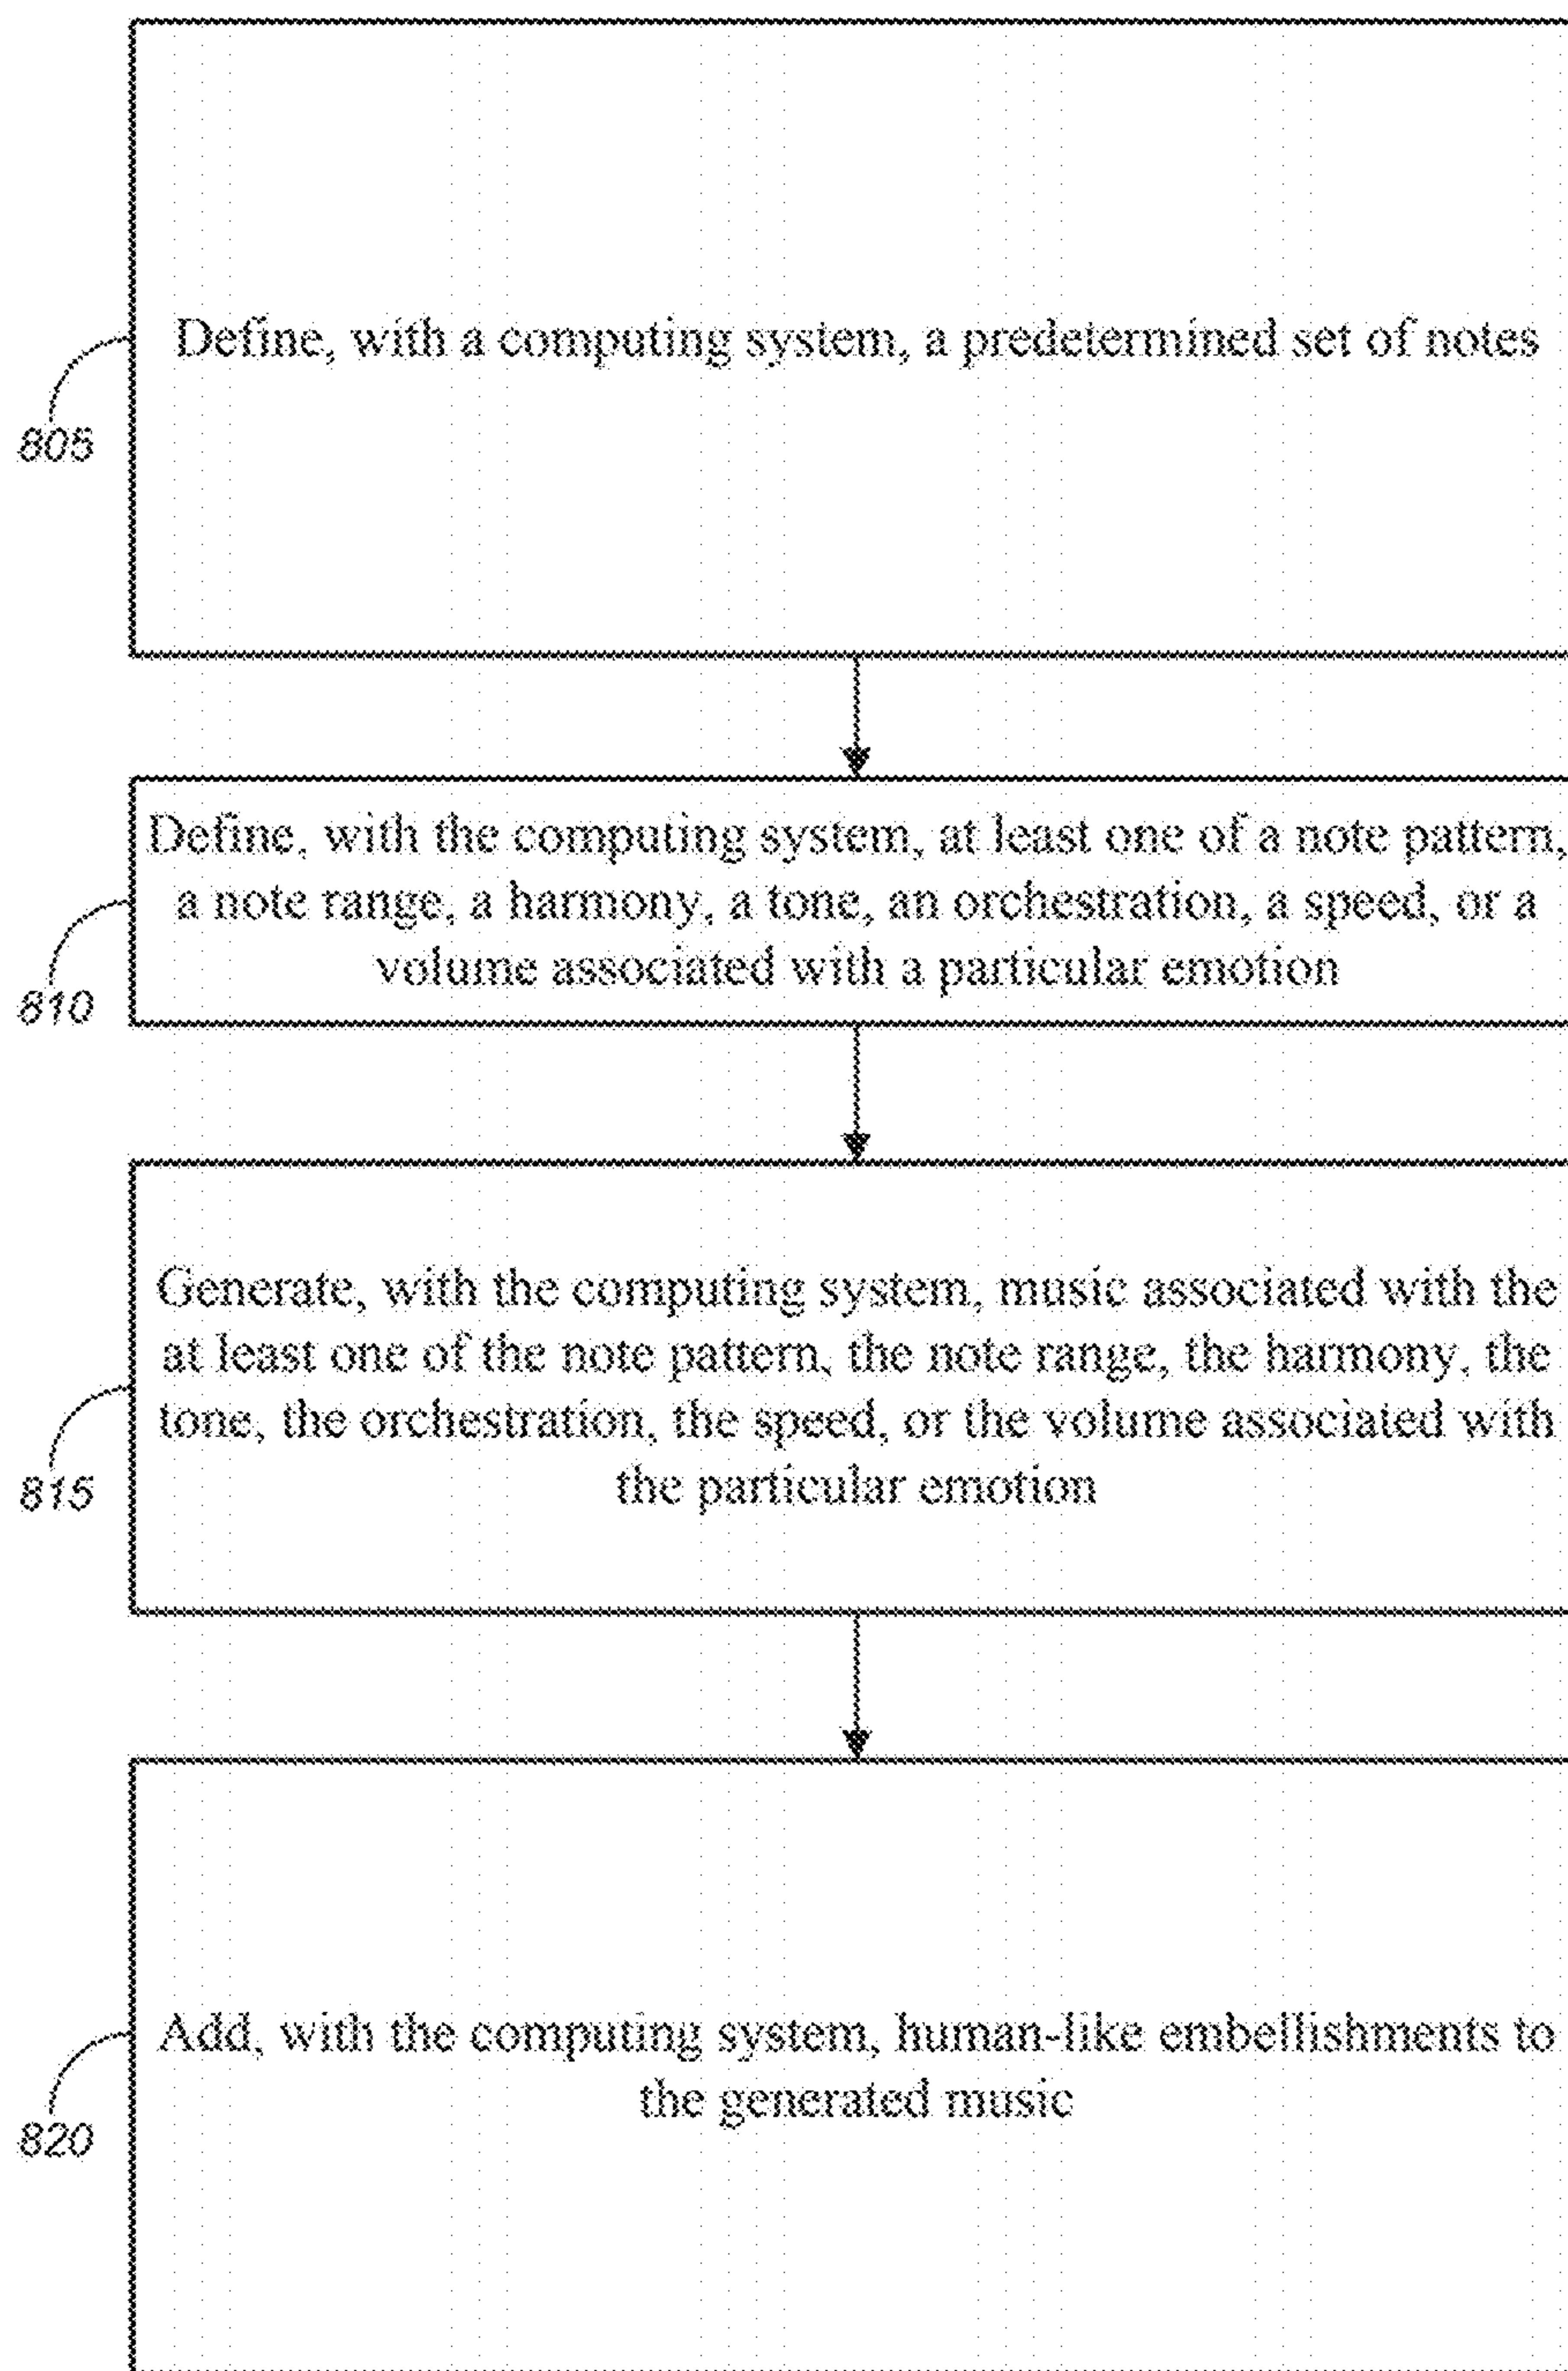 Define, with a computing system, a predetermined set of notes
805
Define, with the computing system, at least one of a note pattern,
a note range, a harmony, a tone, an orchestration, a speed, or a
volume associated with a particular emotion
810
Generate, with the computing system, music associated with the
at least one of the note pattern, the note range, the harmony, the
tone, the orchestration, the speed, or the volume associated with
the particular emotion
815
Add, with the computing system, human-like embellishments to
the generated music
820